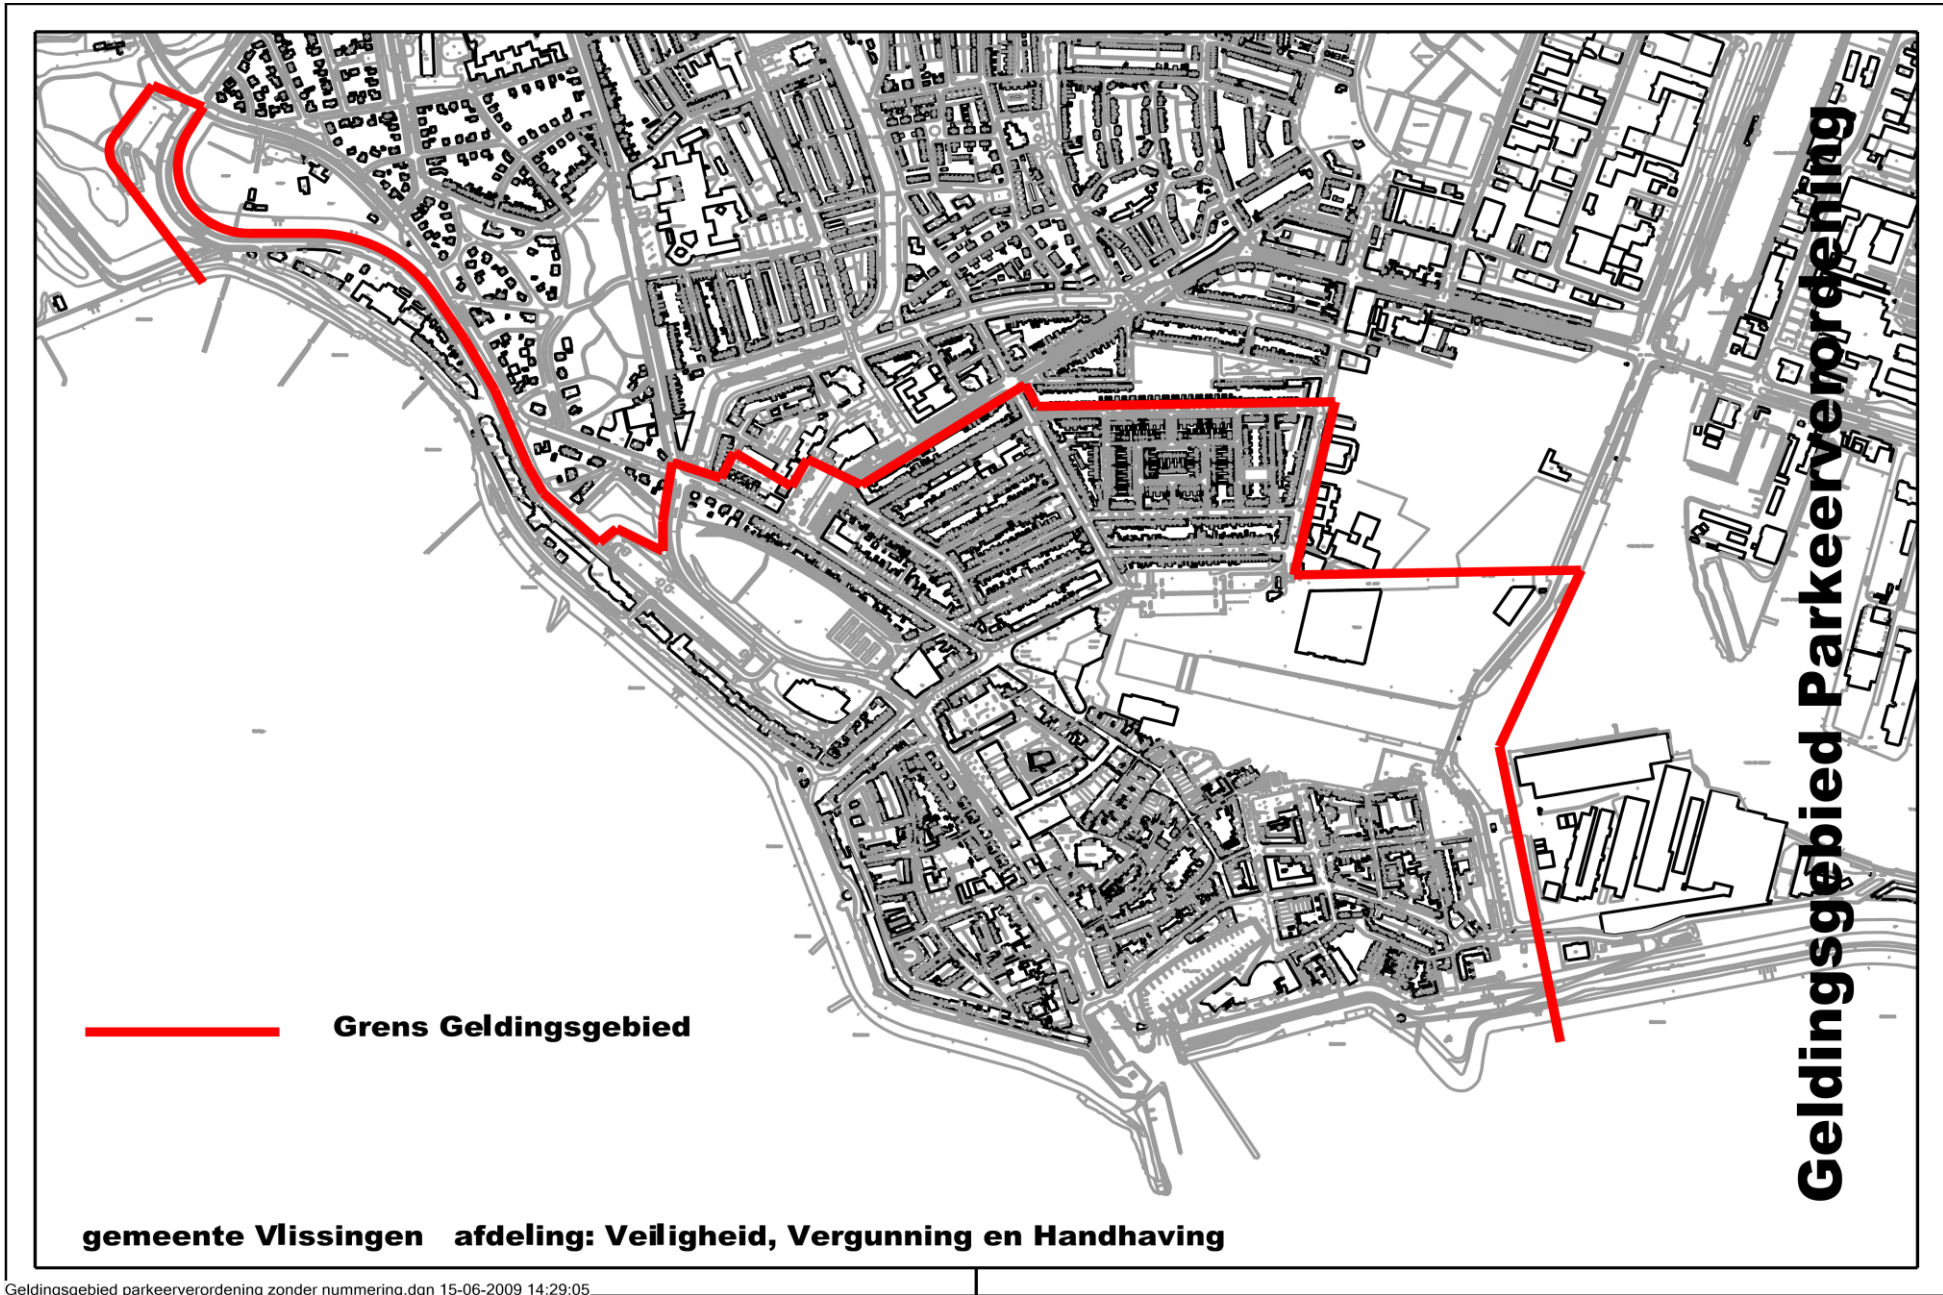 Geldingsgebied Parkeerverordening
Grens Geldingsgebied
gemeente Vlissingen afdeling: Veiligheid, Vergunning en Handhaving
Geldingsgebied parkeerverordening zonder nummering.dgn 15-06-2009 14:29:05